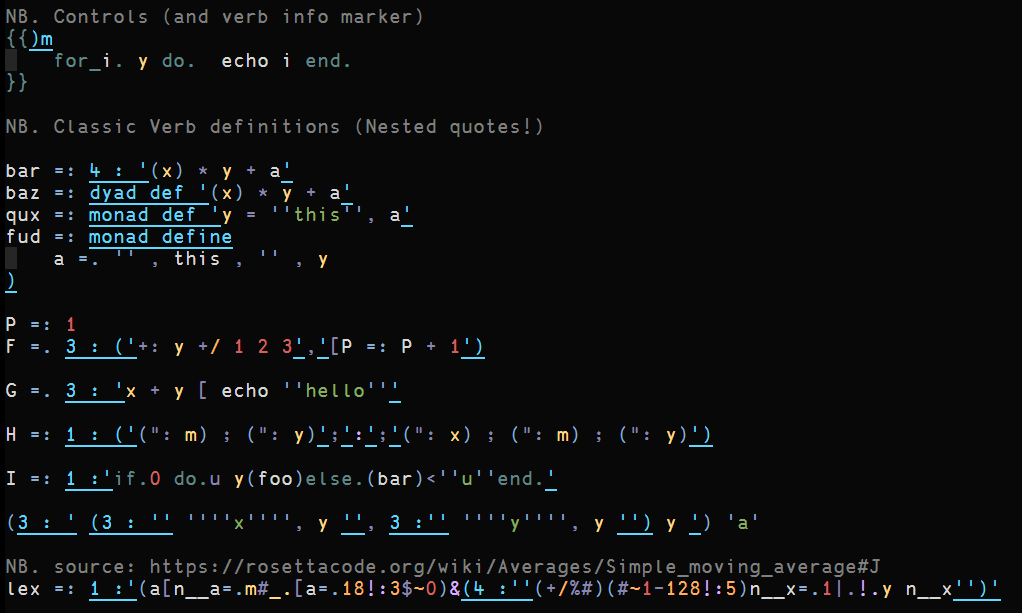 NB. Controls (and verb info marker)
{{)m
    for_i. y do.  echo i end.
}}
NB. Classic Verb definitions (Nested quotes!)
bar =: 4 : '(x) * y + a'
baz =: dyad def '(x) * y + a'
qux =: monad def 'y = ''this'', a'
fud =: monad define
    a =. '' , this , '' , y
)
P =: 1
F =. 3 : ('+: y +/ 1 2 3','[P =: P + 1')
G =. 3 : 'x + y [ echo ''hello'''
H =: 1 : ('(": m) ; (": y)';':';'(": x) ; (": m) ; (": y)')
I =: 1 :'if.0 do.u y(foo)else.(bar)<''u''end.'
(3 : ' (3 : '' ''''x'''', y '', 3 :'' ''''y'''', y '') y ') 'a'
NB. source: https://rosettacode.org/wiki/Averages/Simple_moving_average#J
lex =: 1 :'(a[n__a=.m#_.[a=.18!:3$~0)&(4 :''(+/%#)(#~1-128!:5)n__x=.1|.!.y n__x'')'